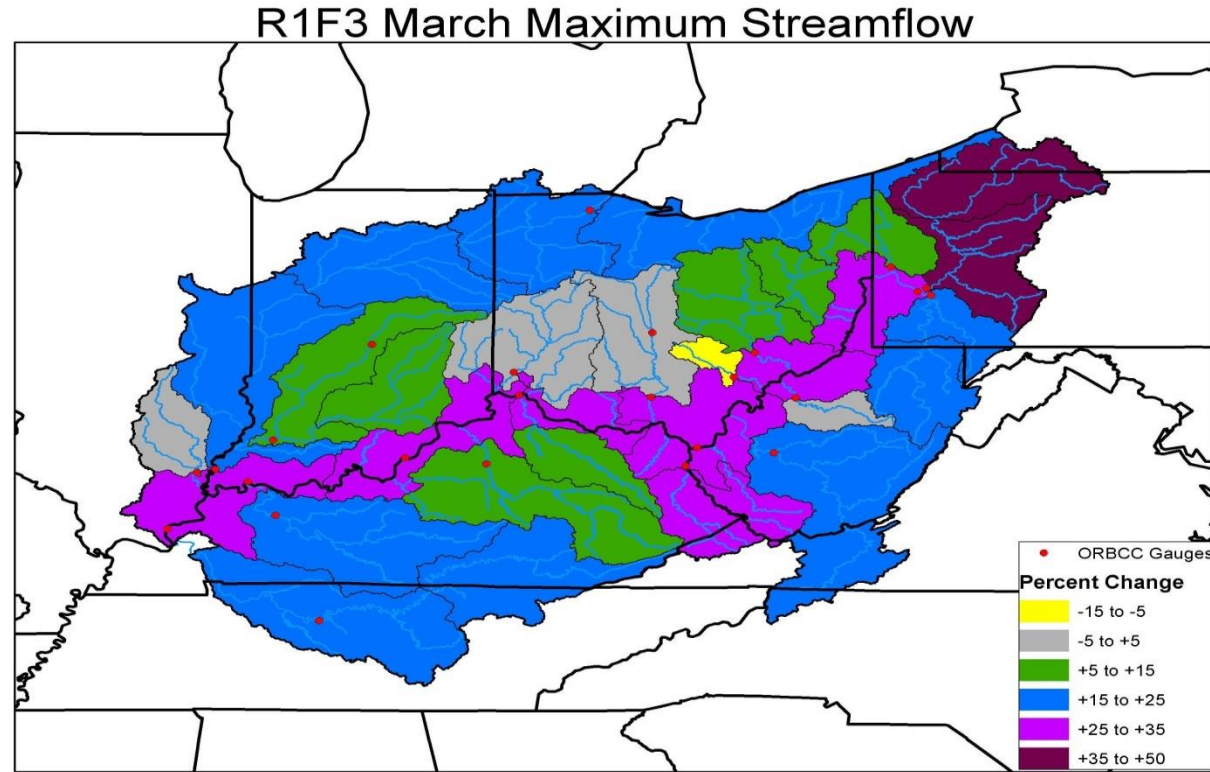 R1F3 March Maximum Streamflow
ORBCC Gauges
Percent Change
-15 to -5
-5 to +5
+5 to +15
+15 to +25
+25 to +35
+35 to +50